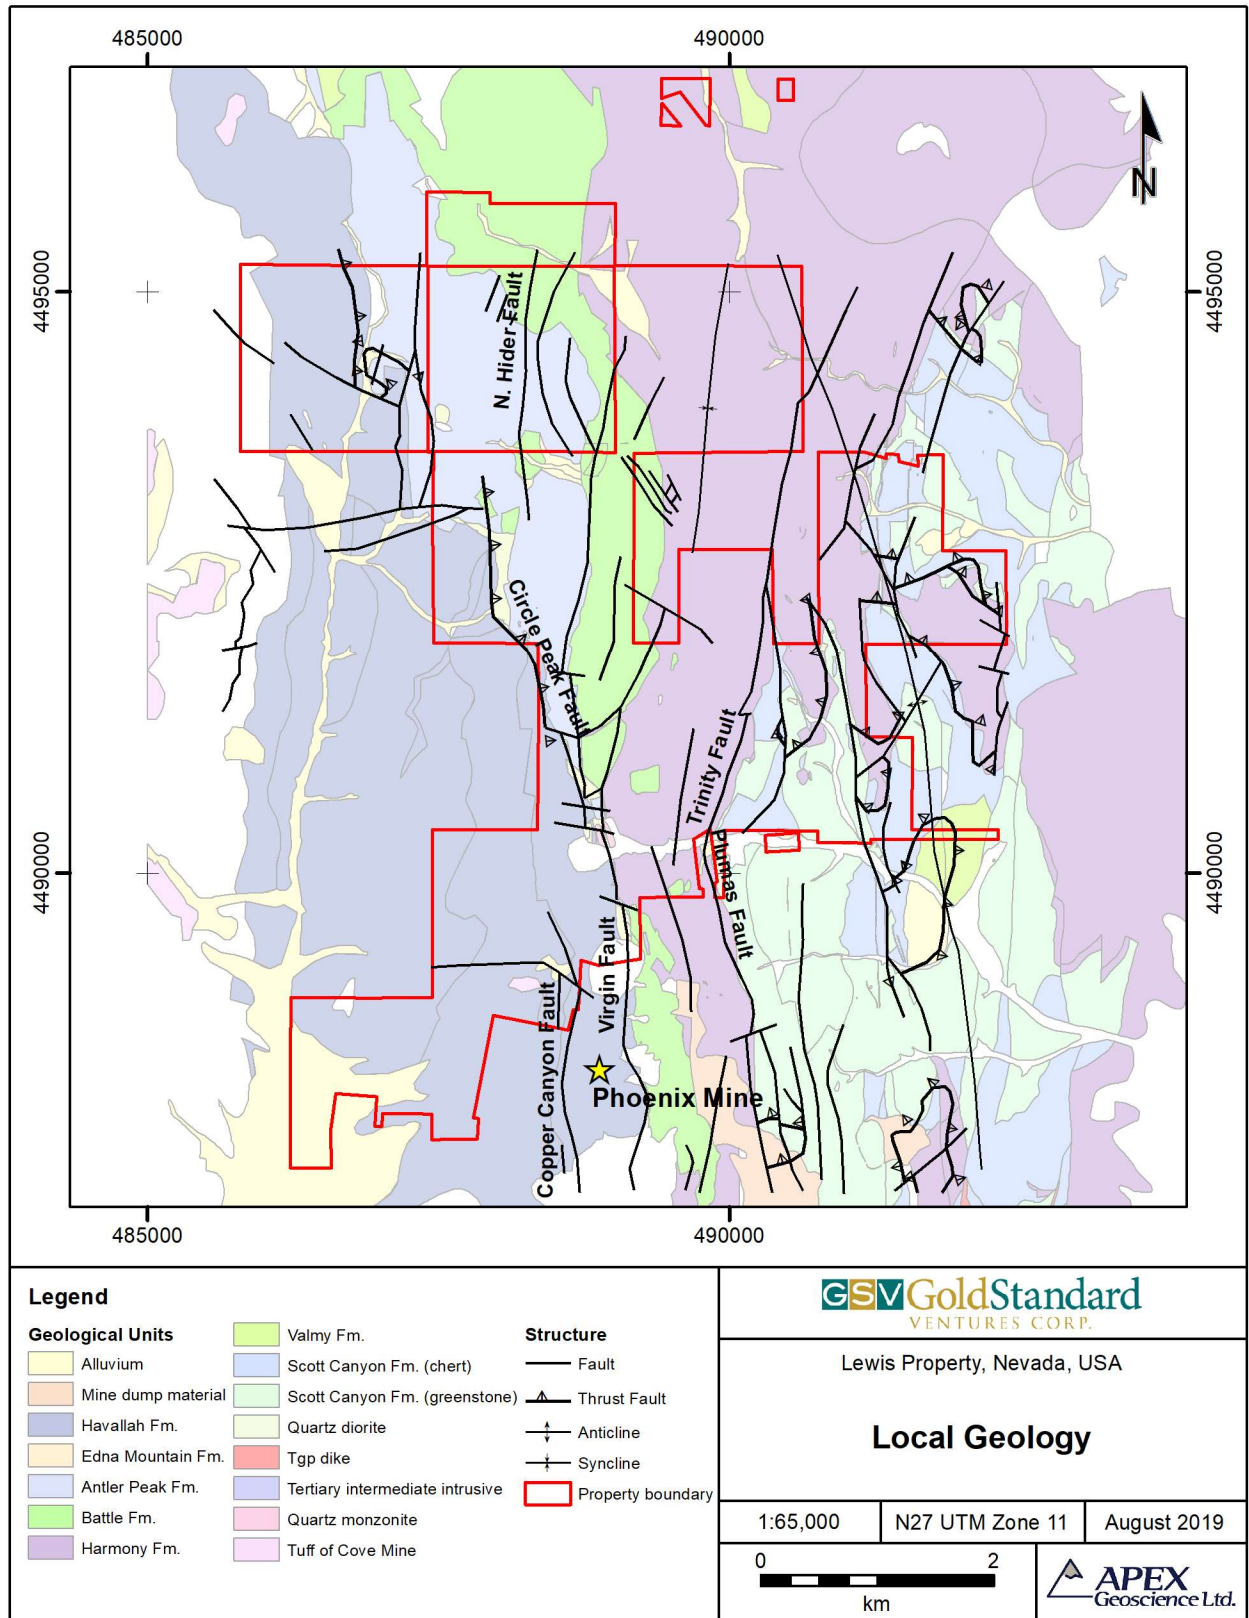 485000
490000
N
4495000
4495000
N. Hider Fault
Circle Peak Fault
Trinity Fault
4490000
4490000
Plumas Fault
Virgin Fault
Copper Canyon Fault
Phoenix Mine
485000
490000
Legend
Geological Units
Alluvium
Mine dump material
Havallah Fm.
Edna Mountain Fm.
Antler Peak Fm.
Battle Fm.
Harmony Fm.
Valmy Fm.
Scott Canyon Fm. (chert)
Scott Canyon Fm. (greenstone)
Quartz diorite
Tgp dike
Tertiary intermediate intrusive
Quartz monzonite
Tuff of Cove Mine
Structure
Fault
Thrust Fault
Anticline
Syncline
Property boundary
GSV GoldStandard
VENTURES CORP.
Lewis Property, Nevada, USA
Local Geology
1:65,000
N27 UTM Zone 11
August 2019
0 2
km
APEX
Geoscience Ltd.